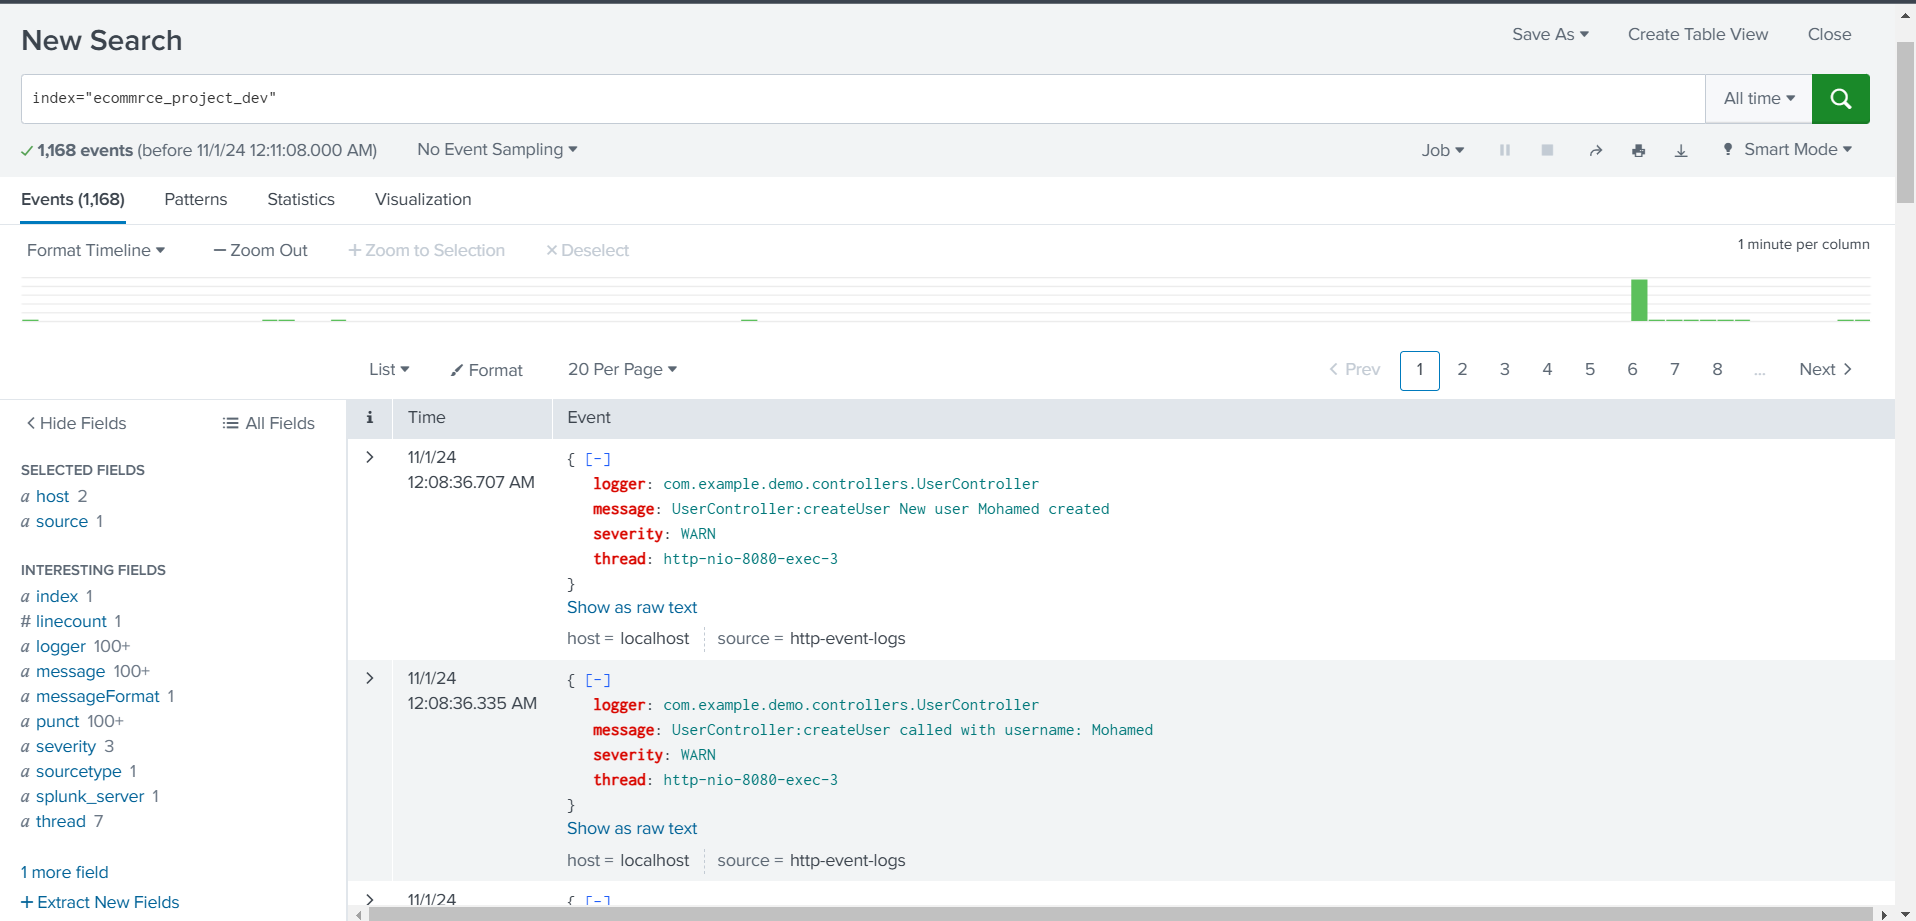 New Search
Save As
Create Table View
Close
index="ecommrce_project_dev"
All time
1,168 events (before 11/1/24 12:11:08.000 AM)
No Event Sampling
Job
Smart Mode
Events (1,168)
Patterns
Statistics
Visualization
Format Timeline
— Zoom Out
+ Zoom to Selection
× Deselect
1 minute per column
List
Format
20 Per Page
< Prev
1
2
3
4
5
6
7
8
...
Next >
< Hide Fields
All Fields
SELECTED FIELDS
a host 2
a source 1
INTERESTING FIELDS
a index 1
# linecount 1
a logger 100+
a message 100+
a messageFormat 1
a punct 100+
a severity 3
a sourcetype 1
a splunk_server 1
a thread 7
1 more field
+ Extract New Fields
i
Time
Event
>
11/1/24
12:08:36.707 AM
{ [-]
logger: com.example.demo.controllers.UserController
message: UserController:createUser New user Mohamed created
severity: WARN
thread: http-nio-8080-exec-3
}
Show as raw text
host = localhost
source = http-event-logs
>
11/1/24
12:08:36.335 AM
{ [-]
logger: com.example.demo.controllers.UserController
message: UserController:createUser called with username: Mohamed
severity: WARN
thread: http-nio-8080-exec-3
}
Show as raw text
host = localhost
source = http-event-logs
>
11/1/24
{ [-]